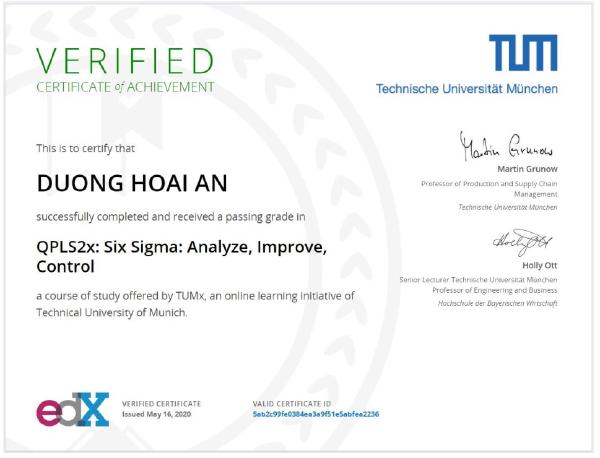 VERIFIED
CERTIFICATE of ACHIEVEMENT
TUM
Technische Universität München
This is to certify that
DUONG HOAI AN
successfully completed and received a passing grade in
QPLS2x: Six Sigma: Analyze, Improve,
Control
a course of study offered by TUMx, an online learning initiative of
Technical University of Munich.
Martin Grunow
Martin Grunow
Professor of Production and Supply Chain
Management
Technische Universität München
Holly Ott
Holly Ott
Senior Lecturer Technische Universität München
Professor of Engineering and Business
Hochschule der Bayerischen Wirtschaft
edX
VERIFIED CERTIFICATE
Issued May 16, 2020
VALID CERTIFICATE ID
5ab2c99fe0384ea3a9f51e5abfea2236